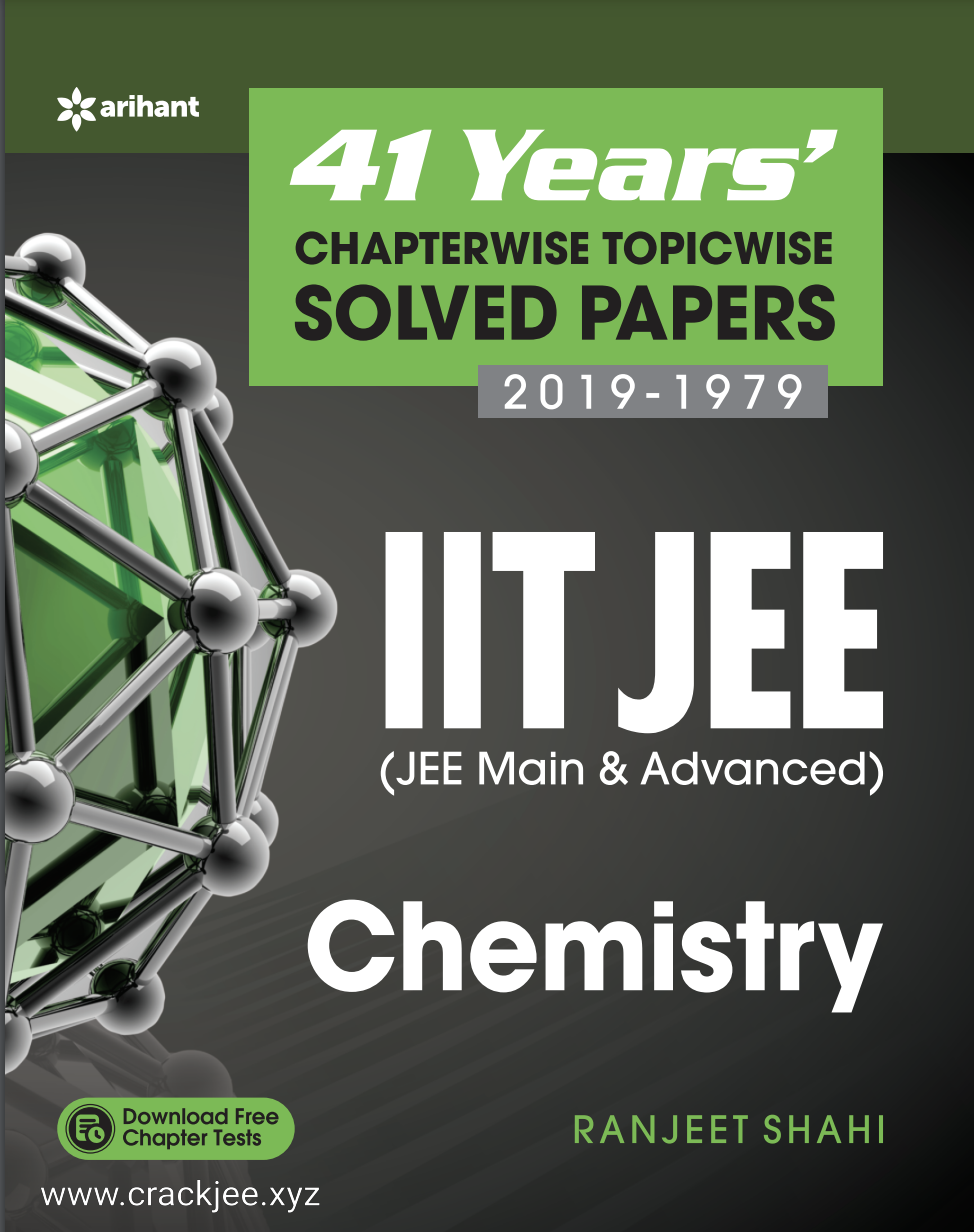 arihant
41 Years’
CHAPTERWISE TOPICWISE
SOLVED PAPERS
2019-1979
IIT JEE
(JEE Main & Advanced)
Chemistry
Download Free
Chapter Tests
RANJEET SHAHI
www.crackjee.xyz